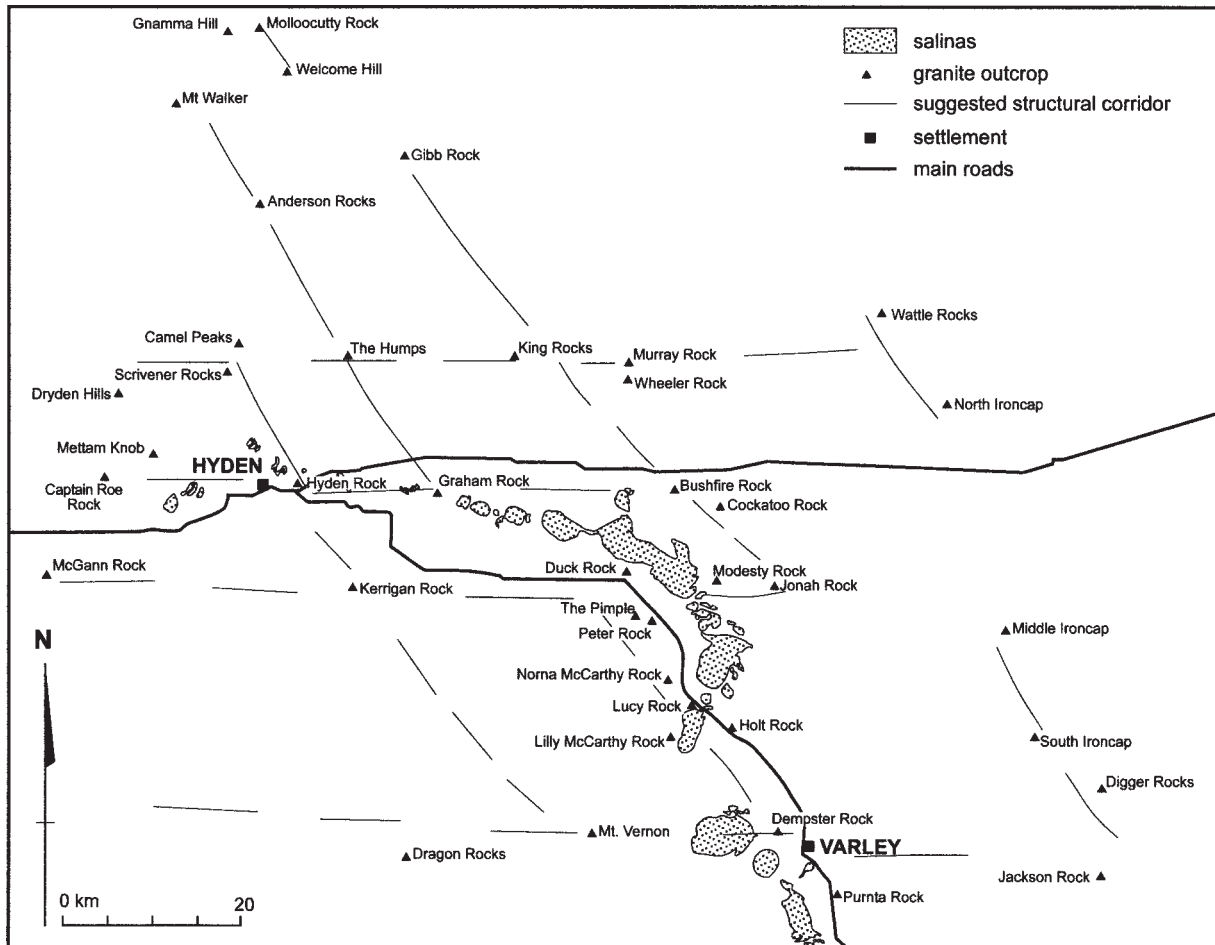 Gnamma Hill
Molloocutty Rock
Welcome Hill
Mt Walker
Gibb Rock
Anderson Rocks
salinas
granite outcrop
suggested structural corridor
settlement
main roads
Wattle Rocks
Camel Peaks
The Humps
King Rocks
Murray Rock
Scrivener Rocks
Wheeler Rock
Dryden Hills
North Ironcap
Mettam Knob
HYDEN
Captain Roe
Rock
Hyden Rock
Graham Rock
Bushfire Rock
Cockatoo Rock
McGann Rock
Kerrigan Rock
Duck Rock
Modesty Rock
Jonah Rock
The Pimple
Peter Rock
Middle Ironcap
N
Norna McCarthy Rock
Lucy Rock
Holt Rock
Lilly McCarthy Rock
South Ironcap
Digger Rocks
Mt. Vernon
Dempster Rock
VARLEY
Dragon Rocks
Jackson Rock
Purnta Rock
0 km 20